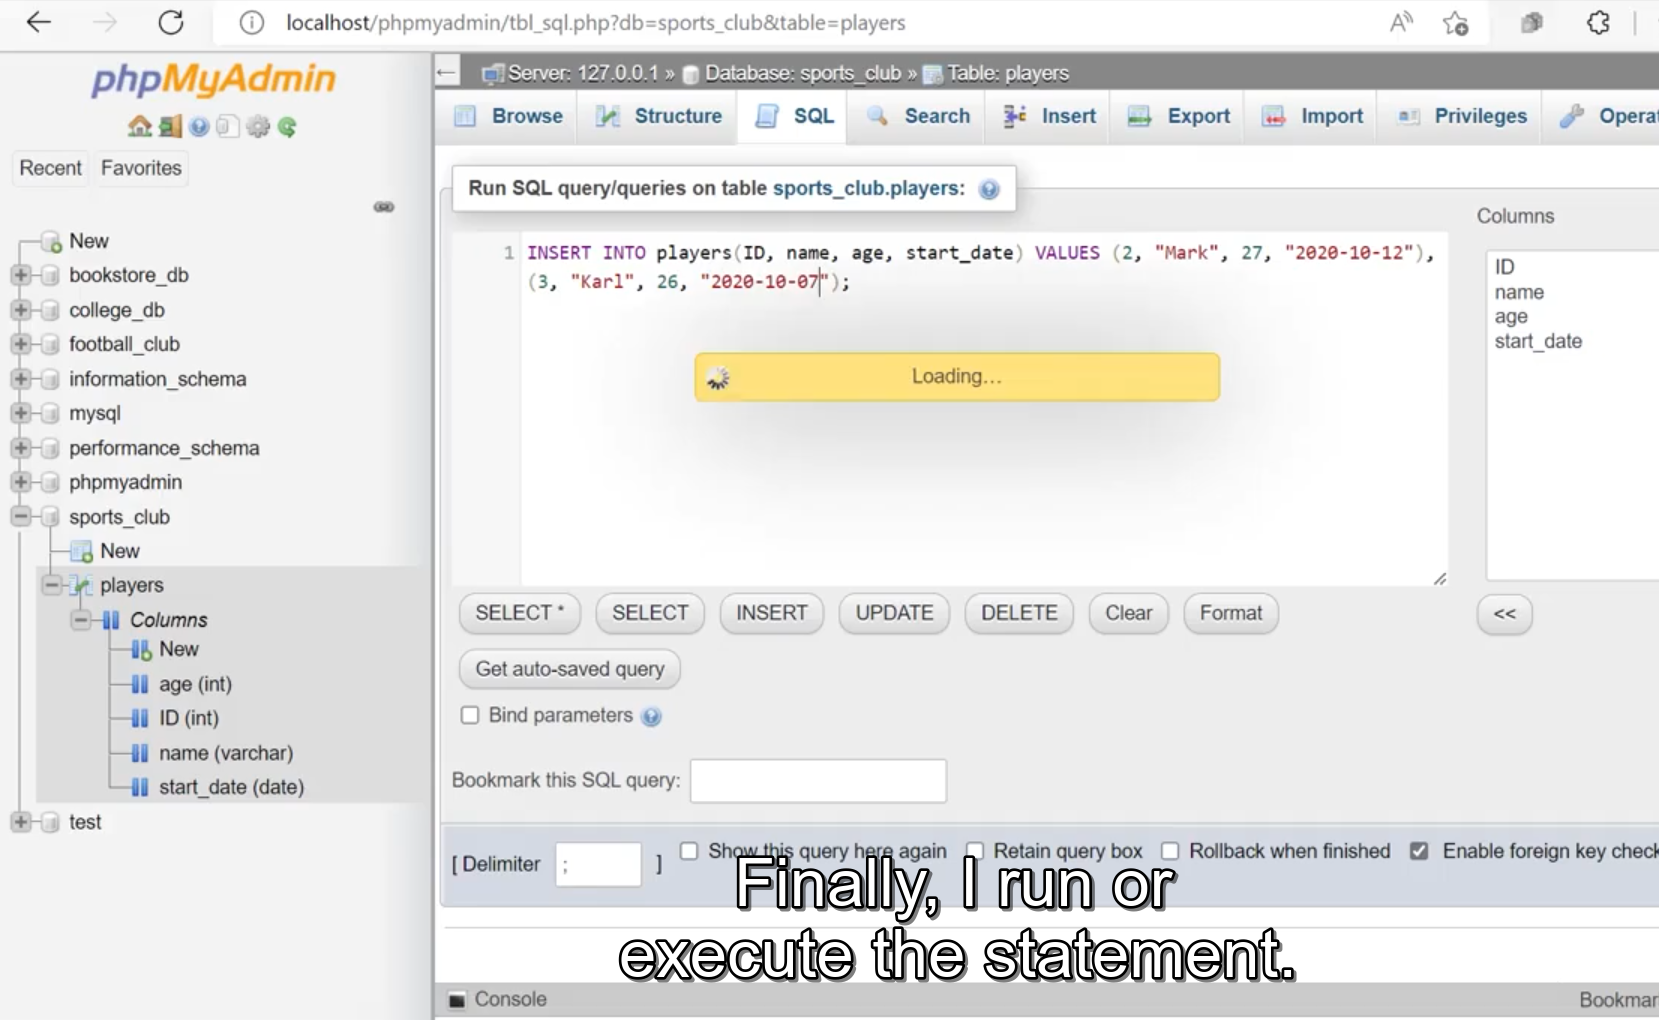 localhost/phpmyadmin/tbl_sql.php?db=sports_club&table=players
phpMyAdmin
Recent Favorites
New
bookstore_db
college_db
football_club
information_schema
mysql
performance_schema
phpmyadmin
sports_club
New
players
Columns
New
age (int)
ID (int)
name (varchar)
start_date (date)
test
Server: 127.0.0.1 » Database: sports_club » Table: players
Browse Structure SQL Search Insert Export Import Privileges Operat
Run SQL query/queries on table sports_club.players:
1 INSERT INTO players(ID, name, age, start_date) VALUES (2, "Mark", 27, "2020-10-12"),
(3, "Karl", 26, "2020-10-07");
Loading...
Columns
ID
name
age
start_date
SELECT * SELECT INSERT UPDATE DELETE Clear Format <<
Get auto-saved query
Bind parameters
Bookmark this SQL query:
[ Delimiter ; ] Show this query here again Retain query box Rollback when finished Enable foreign key check
Finally, I run or
execute the statement.
Console Bookmar